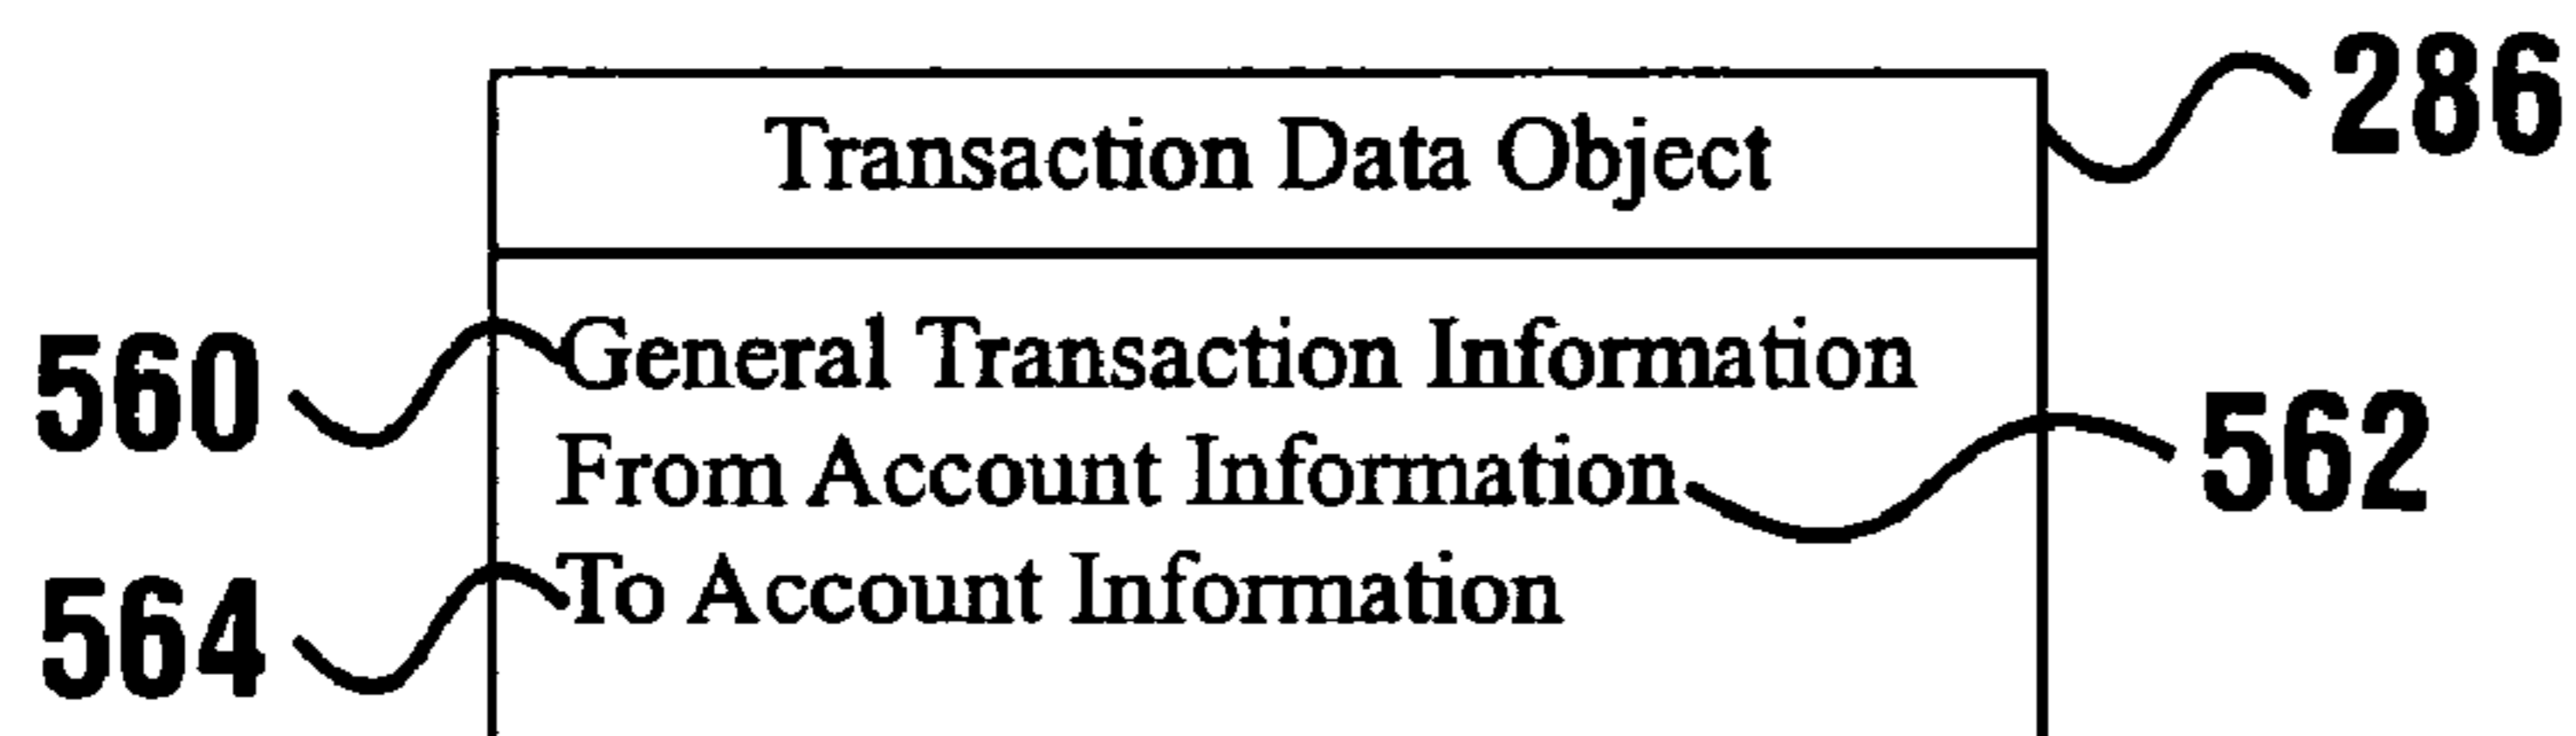 Transaction Data Object 286
560 General Transaction Information
From Account Information 562
564 To Account Information